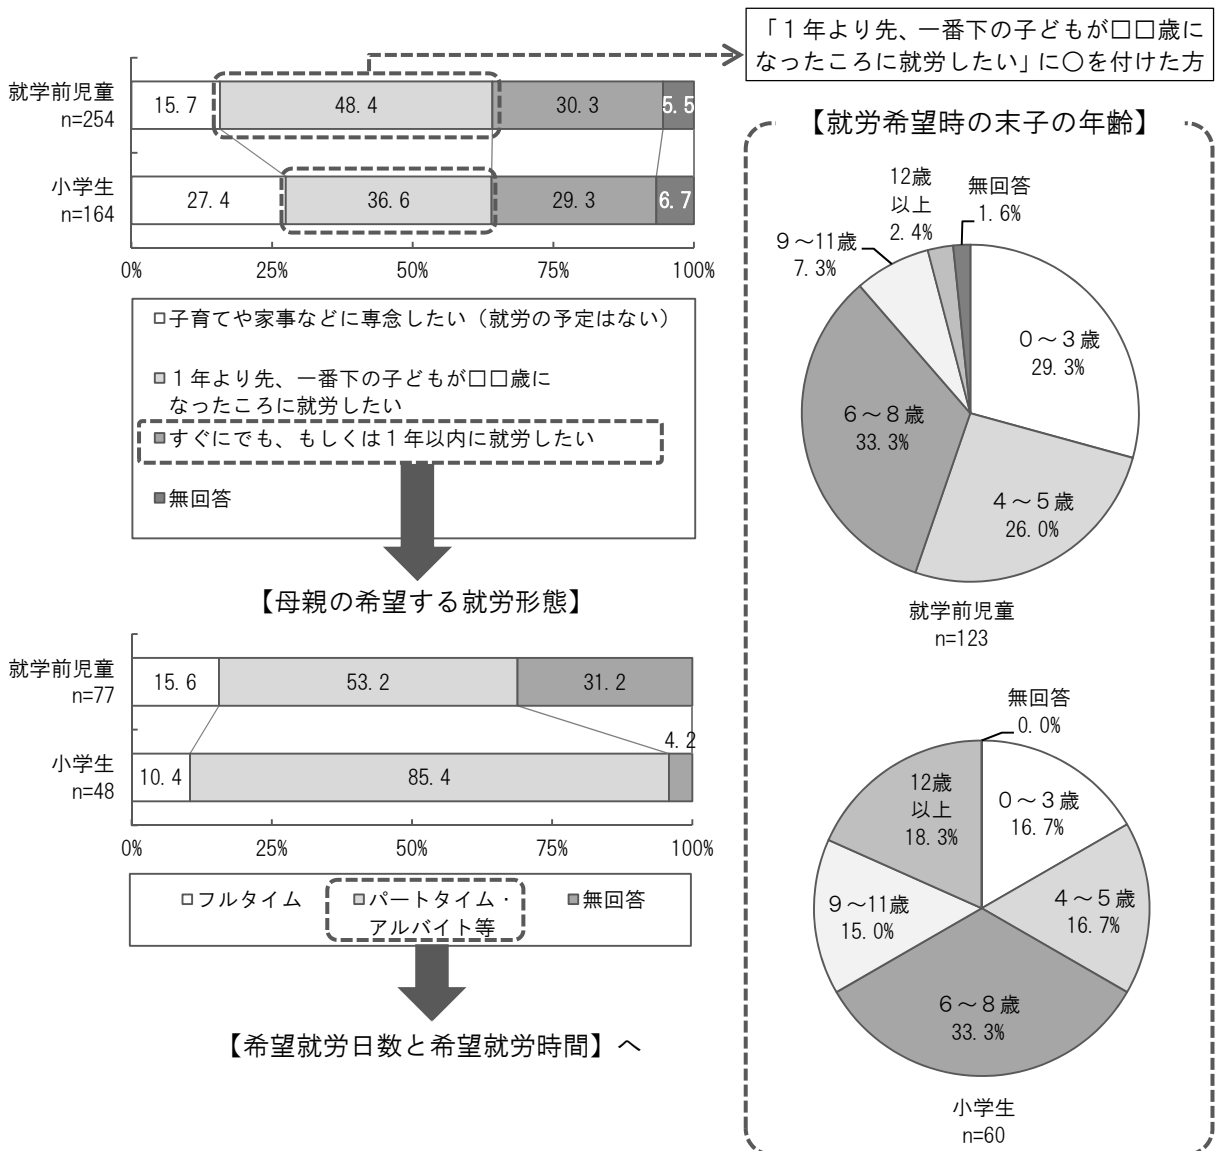 「１年より先、一番下の子どもが□□歳に
なったころに就労したい」に○を付けた方
就学前児童
n=254
15.7
48.4
30.3
5.5
小学生
n=164
27.4
36.6
29.3
6.7
0%
25%
50%
75%
100%
□子育てや家事などに専念したい（就労の予定はない）
１年より先、一番下の子どもが□□歳に
なったころに就労したい
すぐにでも、もしくは１年以内に就労したい
無回答
【母親の希望する就労形態】
就学前児童
n=77
15.6
53.2
31.2
小学生
n=48
10.4
85.4
4.2
0%
25%
50%
75%
100%
フルタイム
パートタイム・
アルバイト等
無回答
【希望就労日数と希望就労時間】へ
【就労希望時の末子の年齢】
12歳
以上
2.4%
無回答
1.6%
９～11歳
7.3%
０～３歳
29.3%
６～８歳
33.3%
４～５歳
26.0%
就学前児童
n=123
無回答
0.0%
12歳
以上
18.3%
０～３歳
16.7%
９～11歳
15.0%
４～５歳
16.7%
６～８歳
33.3%
小学生
n=60